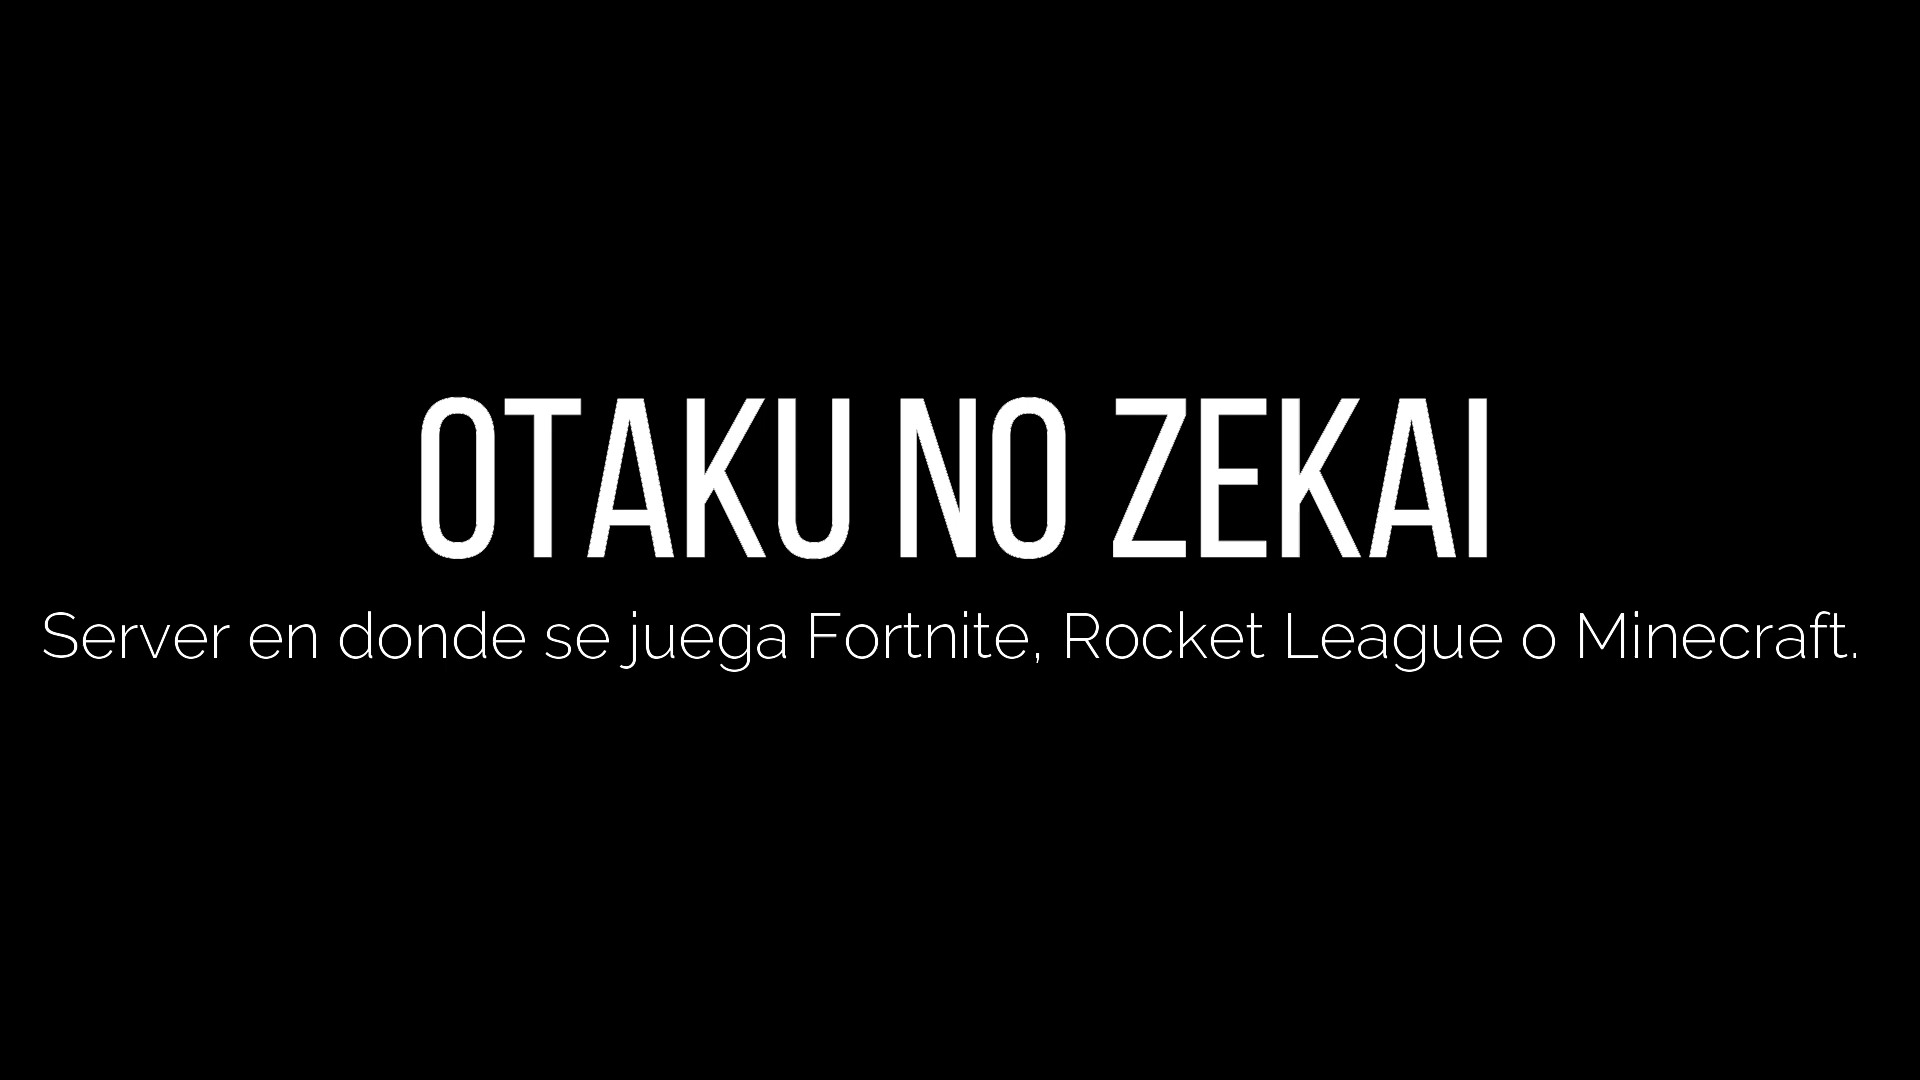 OTAKU NO ZEKAI
Server en donde se juega Fortnite, Rocket League o Minecraft.